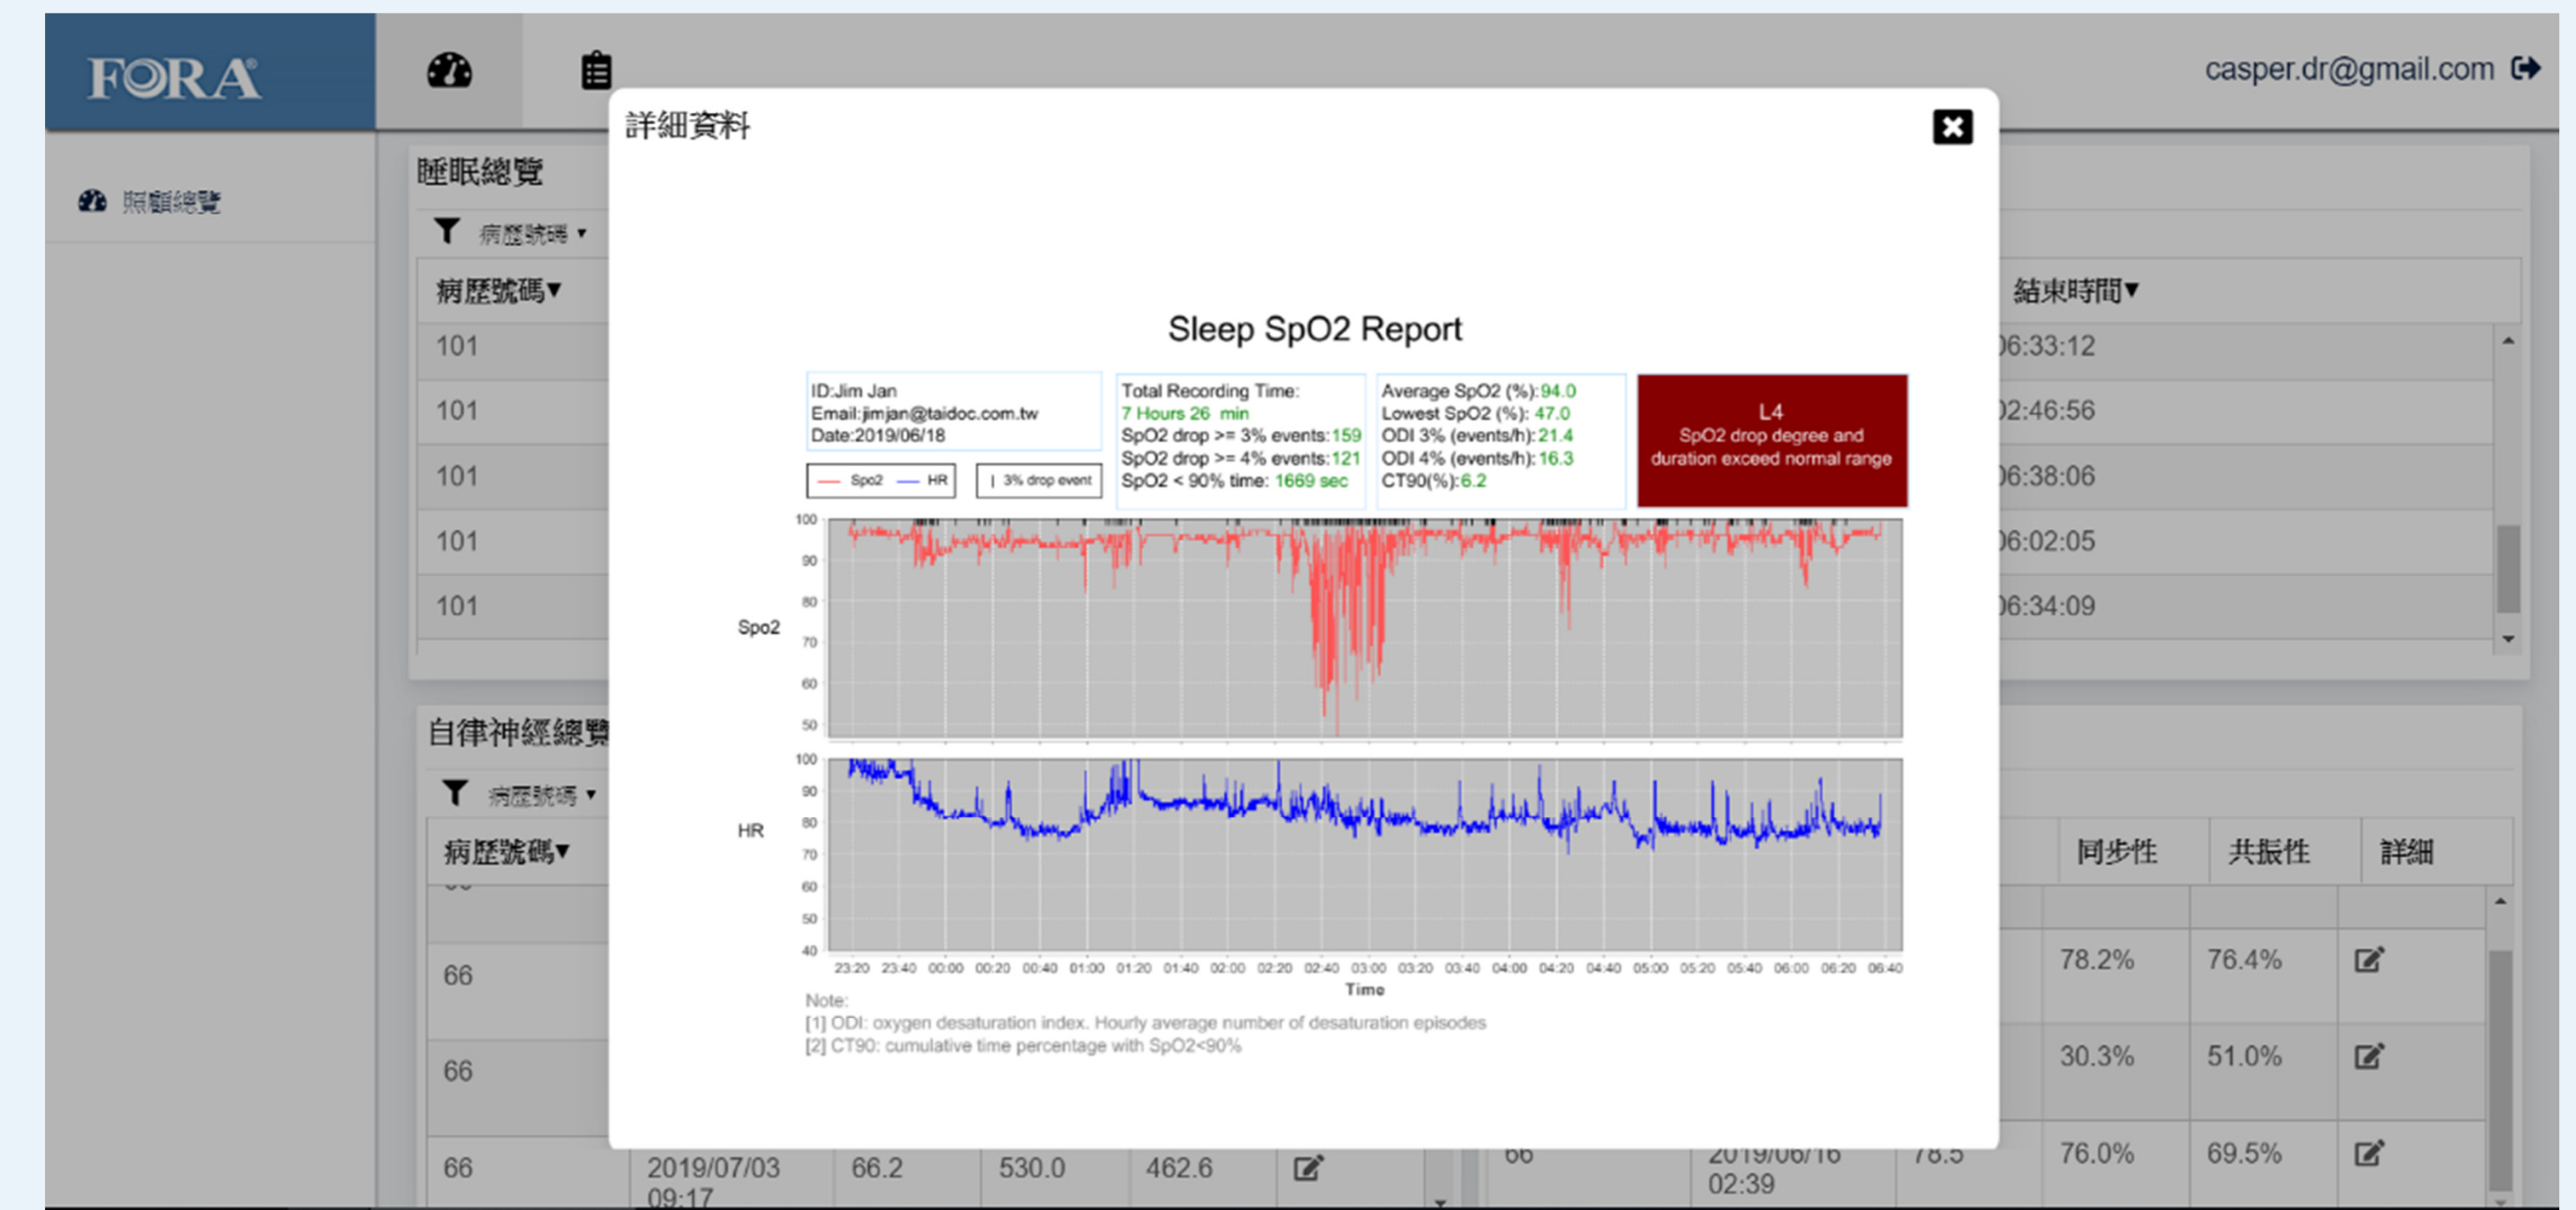 FORA®
casper.dr@gmail.com
照顧總覽
睡眠總覽
病歷號碼 ▾
病歷號碼▼
結束時間▼
101
06:33:12
101
02:46:56
101
06:38:06
101
06:02:05
101
06:34:09
詳細資料
Sleep SpO2 Report
ID:Jim Jan
Email:jimjan@taidoc.com.tw
Date:2019/06/18
Spo2
HR
| 3% drop event
Total Recording Time:
7 Hours 26 min
SpO2 drop >= 3% events:159
SpO2 drop >= 4% events:121
SpO2 < 90% time: 1669 sec
Average SpO2 (%):94.0
Lowest SpO2 (%): 47.0
ODI 3% (events/h):21.4
ODI 4% (events/h):16.3
CT90(%):6.2
L4
SpO2 drop degree and
duration exceed normal range
100
90
80
70
60
50
Spo2
100
90
80
70
60
50
40
HR
23:20 23:40 00:00 00:20 00:40 01:00 01:20 01:40 02:00 02:20 02:40 03:00 03:20 03:40 04:00 04:20 04:40 05:00 05:20 05:40 06:00 06:20 06:40
Time
Note:
[1] ODI: oxygen desaturation index. Hourly average number of desaturation episodes
[2] CT90: cumulative time percentage with SpO2<90%
自律神經總覽
病歷號碼 ▾
病歷號碼▼
同步性 共振性 詳細
66
78.2% 76.4%
66
30.3% 51.0%
66 2019/07/03 66.2 530.0 462.6
09:17
66 2019/06/16 78.5 76.0% 69.5%
02:39